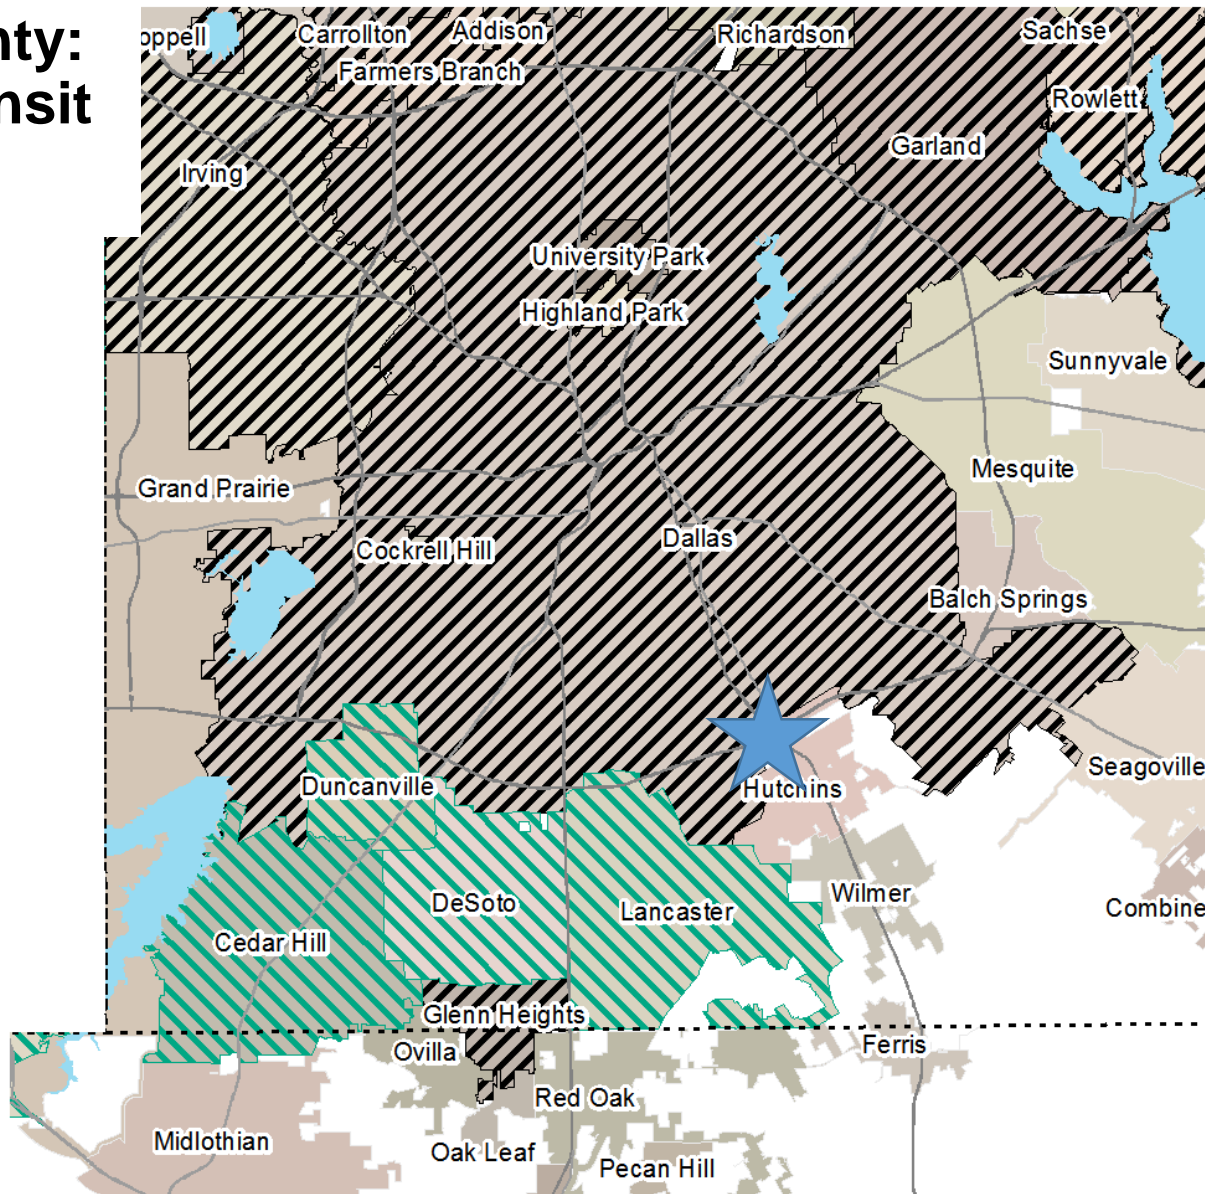 nty:
nsit
oppell
Carrollton
Addison
Richardson
Sachse
Farmers Branch
Rowlett
Garland
Irving
University Park
Highland Park
Sunnyvale
Mesquite
Grand Prairie
Dallas
Cockrell Hill
Balch Springs
Seagoville
Duncanville
Hutchins
Wilmer
DeSoto
Lancaster
Combine
Cedar Hill
Glenn Heights
Ferris
Ovilla
Red Oak
Midlothian
Oak Leaf
Pecan Hill